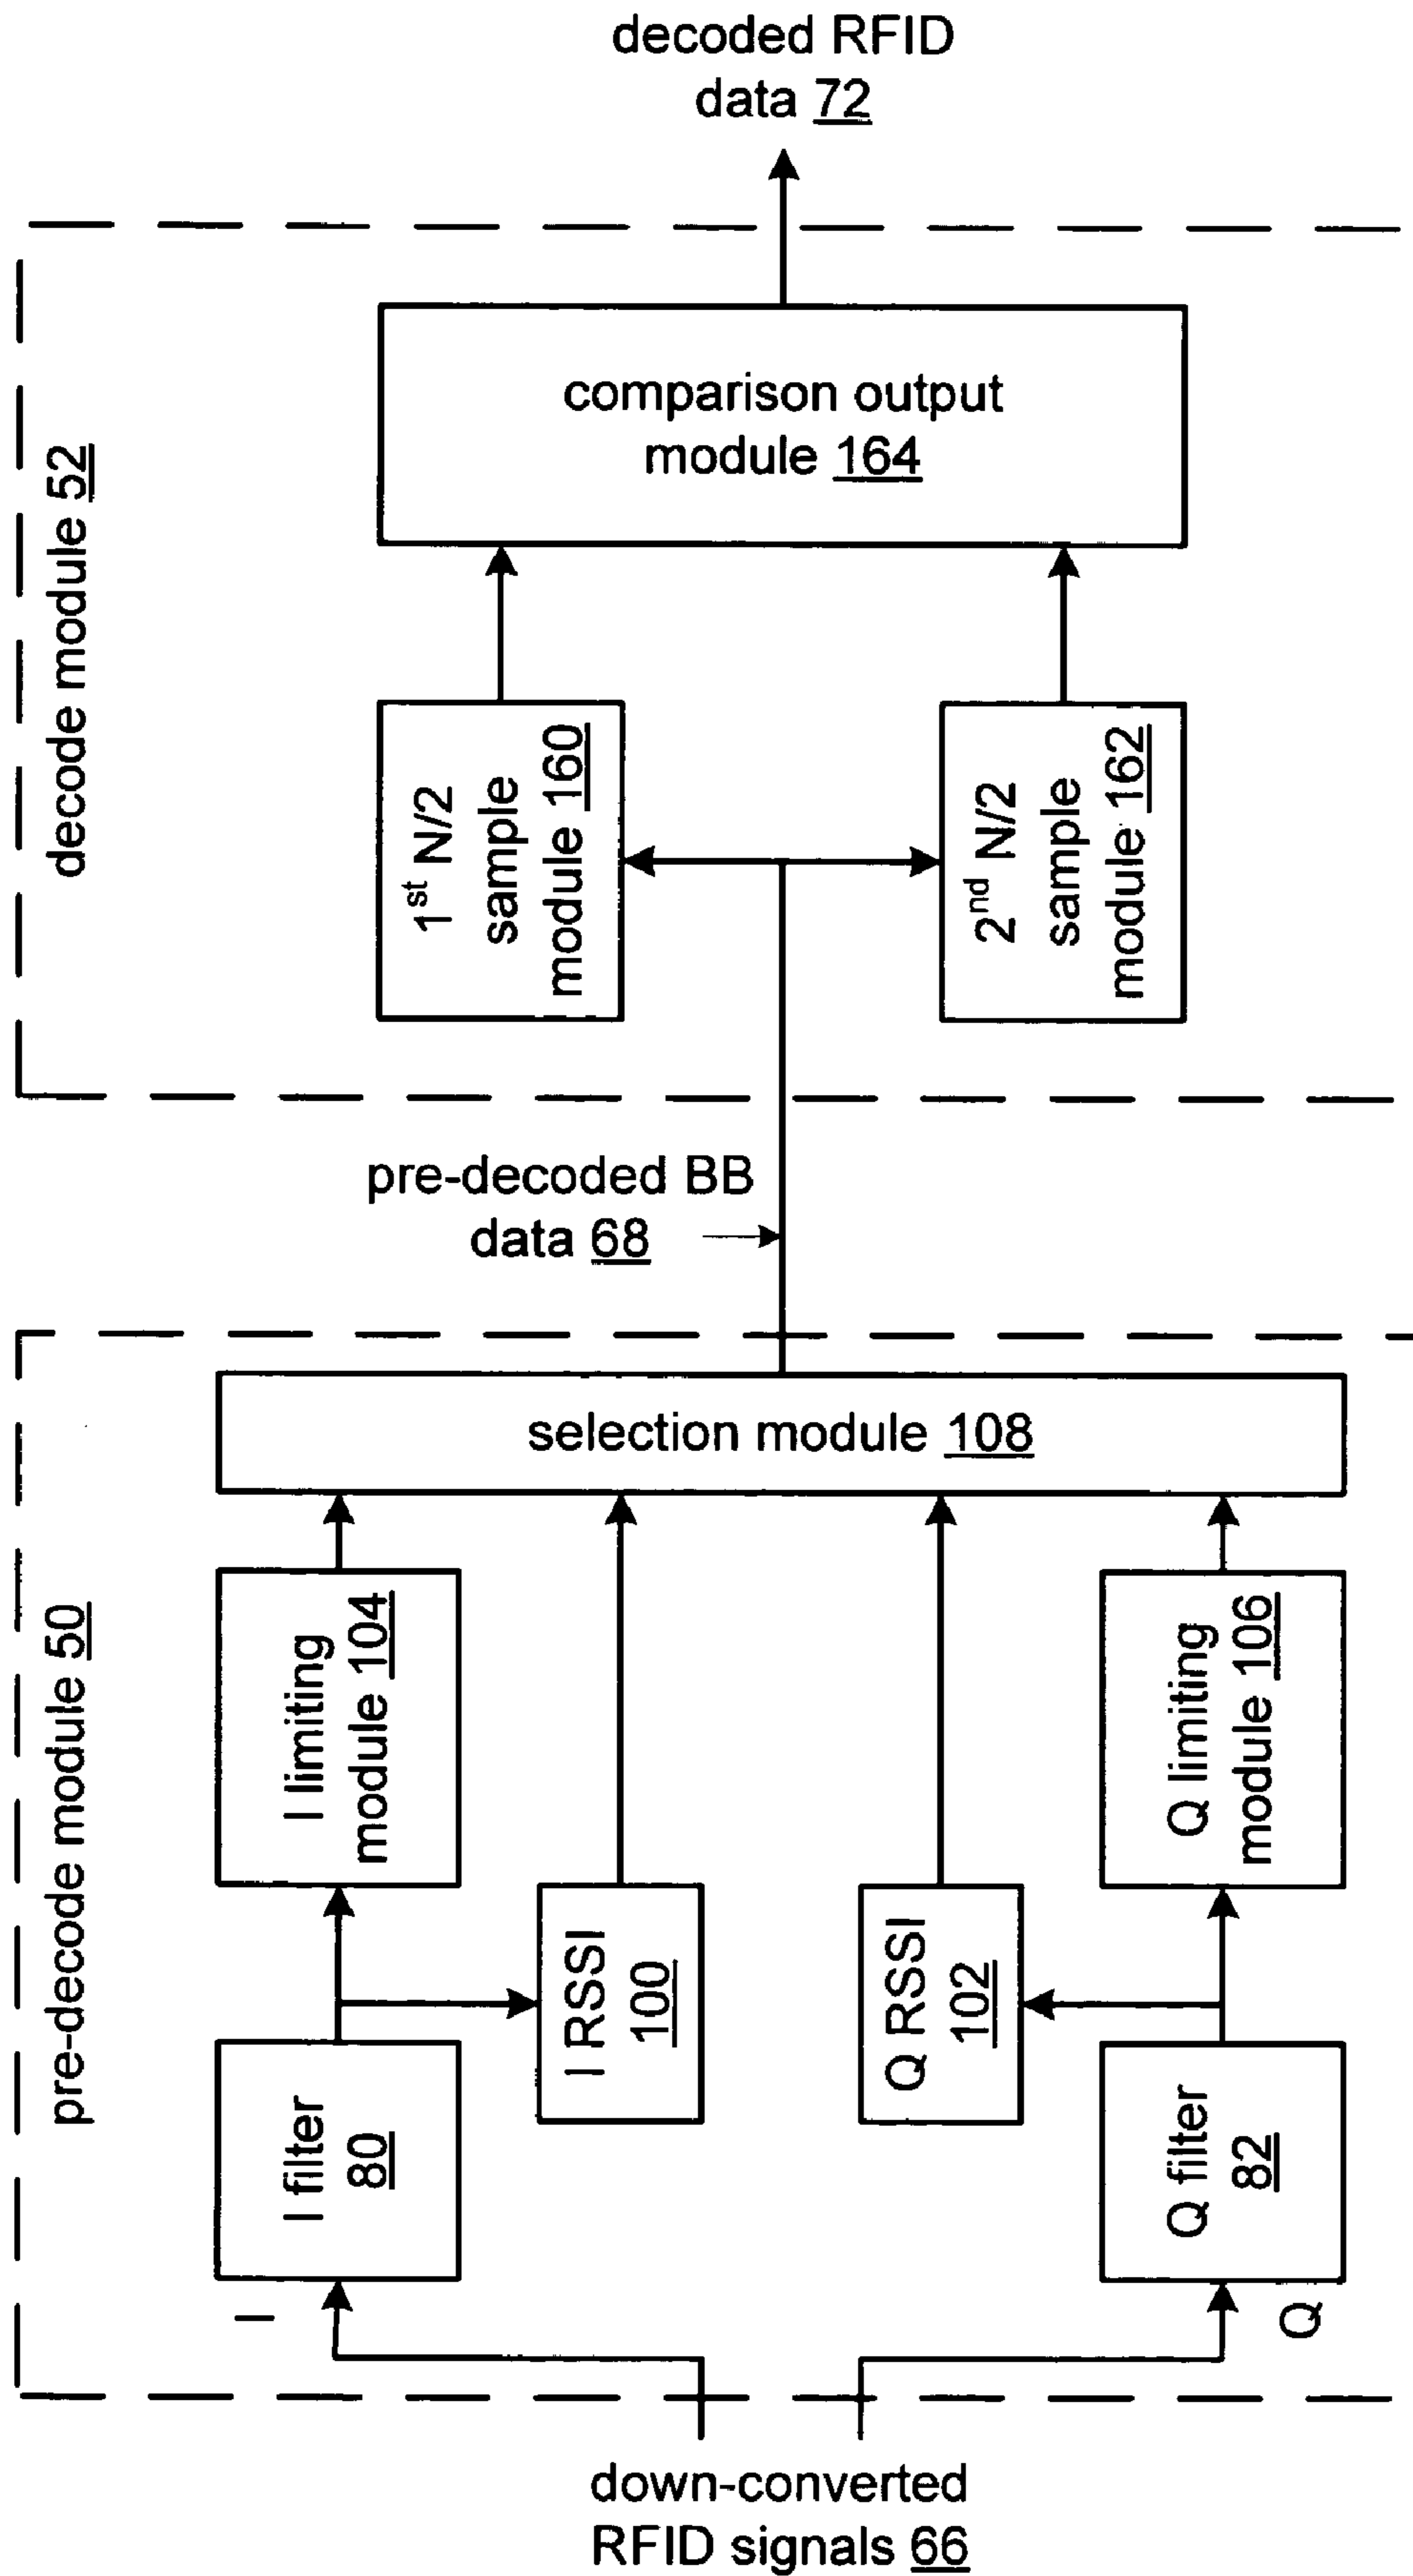 decoded RFID
data 72
decode module 52
comparison output
module 164
1st N/2
sample
module 160
2nd N/2
sample
module 162
pre-decoded BB
data 68
pre-decode module 50
selection module 108
I limiting
module 104
Q limiting
module 106
I RSSI
100
Q RSSI
102
I filter
80
Q filter
82
I
Q
down-converted
RFID signals 66